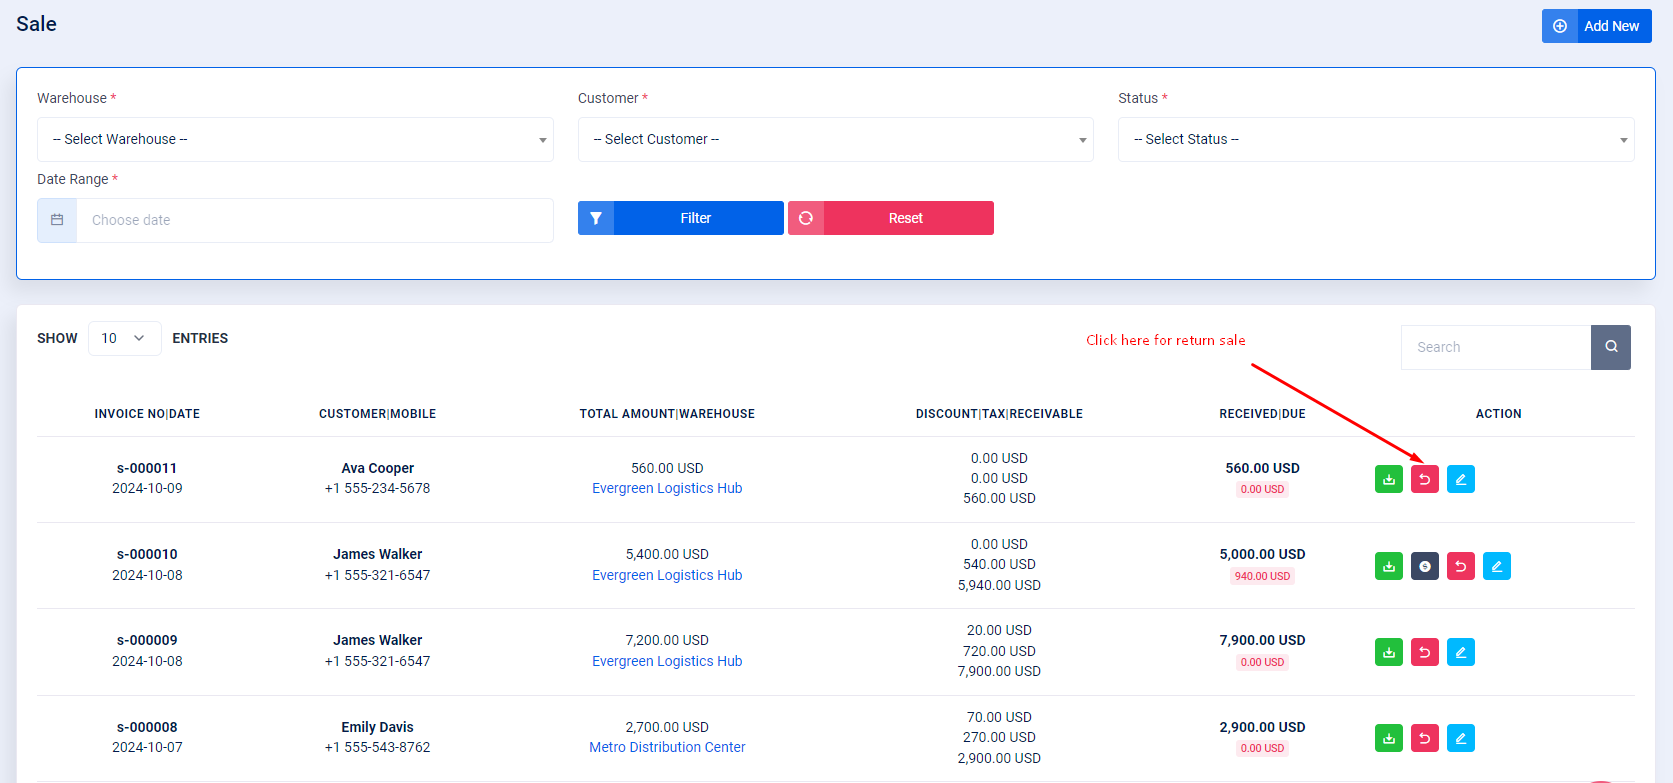 Sale
Add New
Warehouse *
Customer *
Status *
-- Select Warehouse --
-- Select Customer --
-- Select Status --
Date Range *
Choose date
Filter
Reset
SHOW 10 ENTRIES
Click here for return sale
Search
INVOICE NO|DATE CUSTOMER|MOBILE TOTAL AMOUNT|WAREHOUSE DISCOUNT|TAX|RECEIVABLE RECEIVED|DUE ACTION
s-000011
2024-10-09
Ava Cooper
+1 555-234-5678
560.00 USD
Evergreen Logistics Hub
0.00 USD
0.00 USD
560.00 USD
560.00 USD
0.00 USD
s-000010
2024-10-08
James Walker
+1 555-321-6547
5,400.00 USD
Evergreen Logistics Hub
0.00 USD
540.00 USD
5,940.00 USD
5,000.00 USD
940.00 USD
s-000009
2024-10-08
James Walker
+1 555-321-6547
7,200.00 USD
Evergreen Logistics Hub
20.00 USD
720.00 USD
7,900.00 USD
7,900.00 USD
0.00 USD
s-000008
2024-10-07
Emily Davis
+1 555-543-8762
2,700.00 USD
Metro Distribution Center
70.00 USD
270.00 USD
2,900.00 USD
2,900.00 USD
0.00 USD